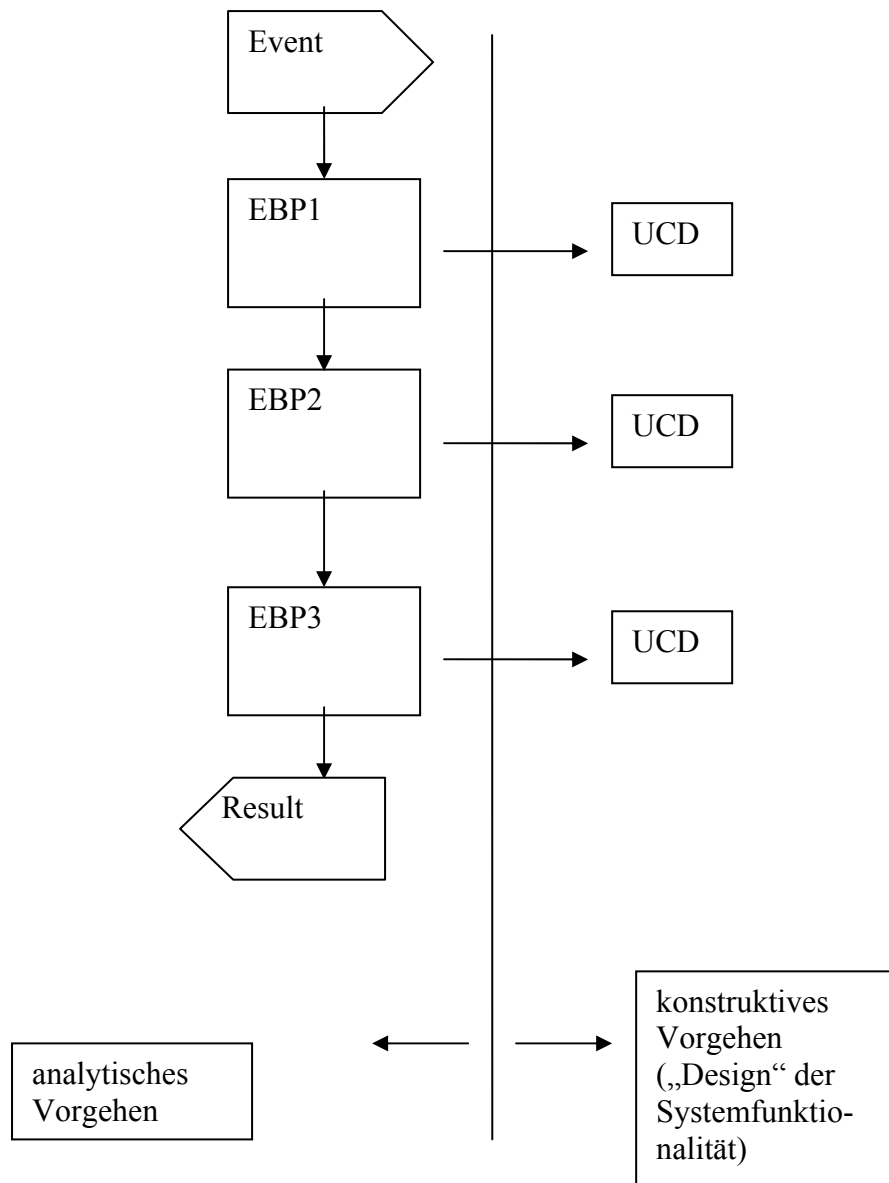 Event
EBP1
UCD
EBP2
UCD
EBP3
UCD
Result
analytisches
Vorgehen
konstruktives
Vorgehen
(„Design“ der
Systemfunktio-
nalität)